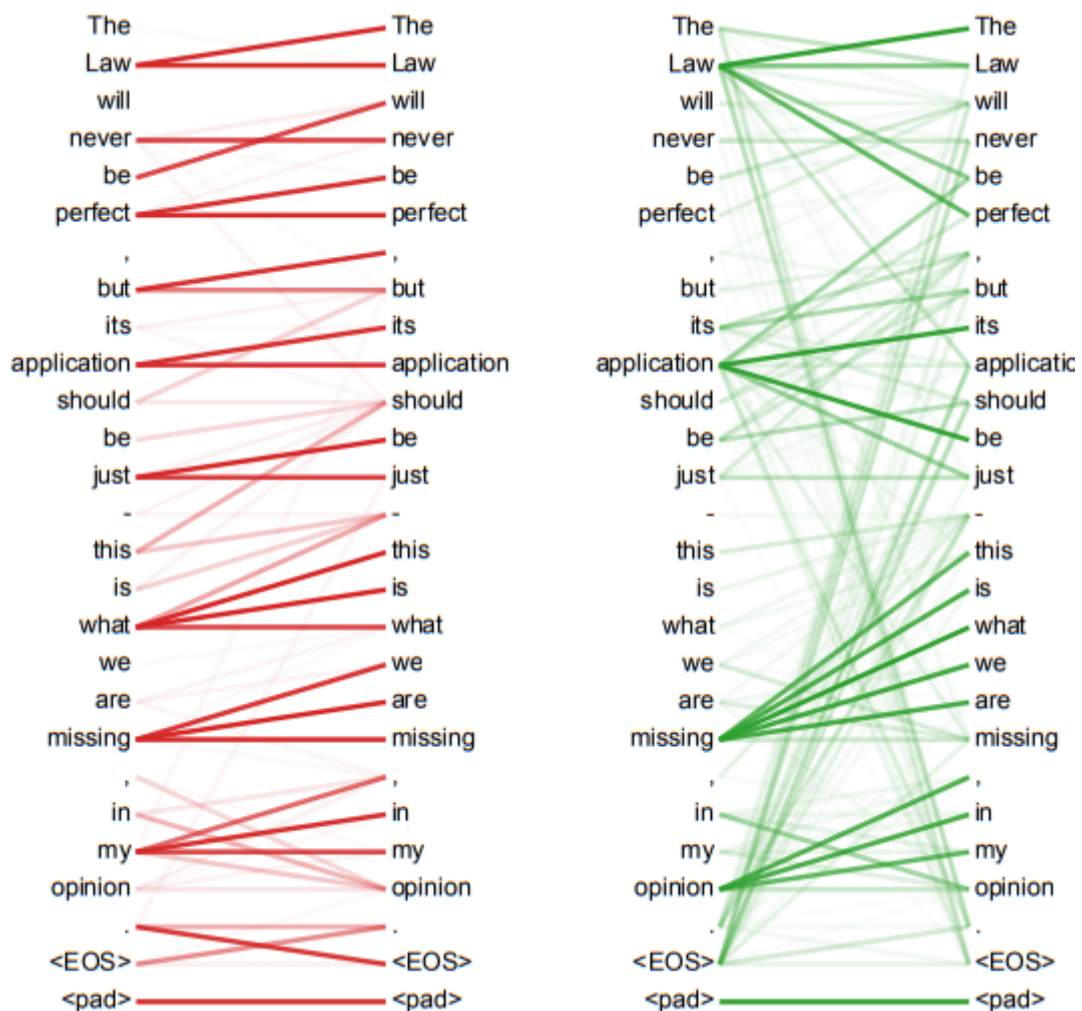 The The The The
Law Law Law Law
will will will will
never never never never
be be be be
perfect perfect perfect perfect
, , , ,
but but but but
its its its its
application application application applicatio
should should should should
be be be be
just just just just
- - - -
this this this this
is is is is
what what what what
we we we we
are are are are
missing missing missing missing
, , , ,
in in in in
my my my my
opinion opinion opinion opinion
. . . .
<EOS> <EOS> <EOS> <EOS>
<pad> <pad> <pad> <pad>